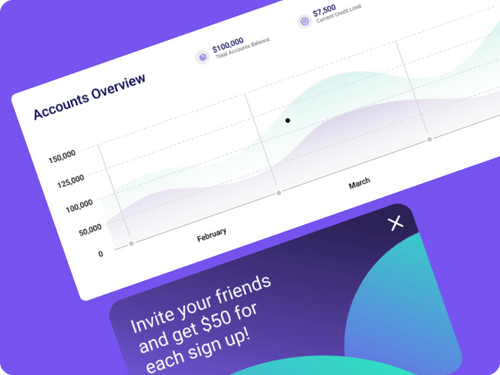 $100,000
Total Accounts Balance
$7,500
Current Credit Limit
Accounts Overview
150,000
125,000
100,000
50,000
0
February
March
Invite your friends
and get $50 for
each sign up!